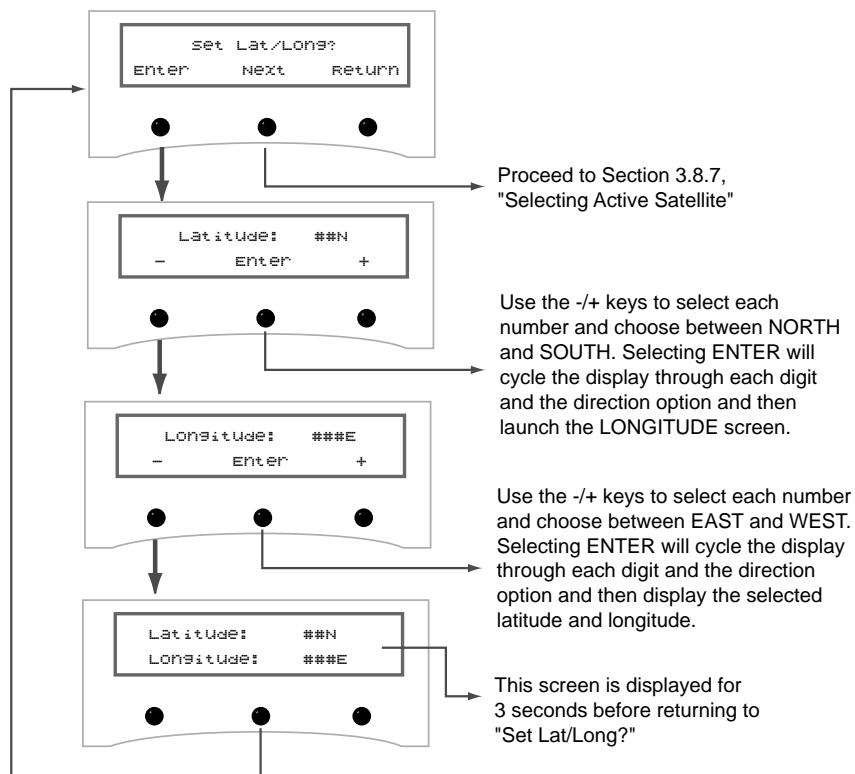 Set Lat/Long?
Enter Next Return
Proceed to Section 3.8.7,
"Selecting Active Satellite"
Latitude: ##N
- Enter +
Use the -/+ keys to select each
number and choose between NORTH
and SOUTH. Selecting ENTER will
cycle the display through each digit
and the direction option and then
launch the LONGITUDE screen.
Longitude: ###E
- Enter +
Use the -/+ keys to select each number
and choose between EAST and WEST.
Selecting ENTER will cycle the display
through each digit and the direction
option and then display the selected
latitude and longitude.
Latitude: ##N
Longitude: ###E
This screen is displayed for
3 seconds before returning to
"Set Lat/Long?"